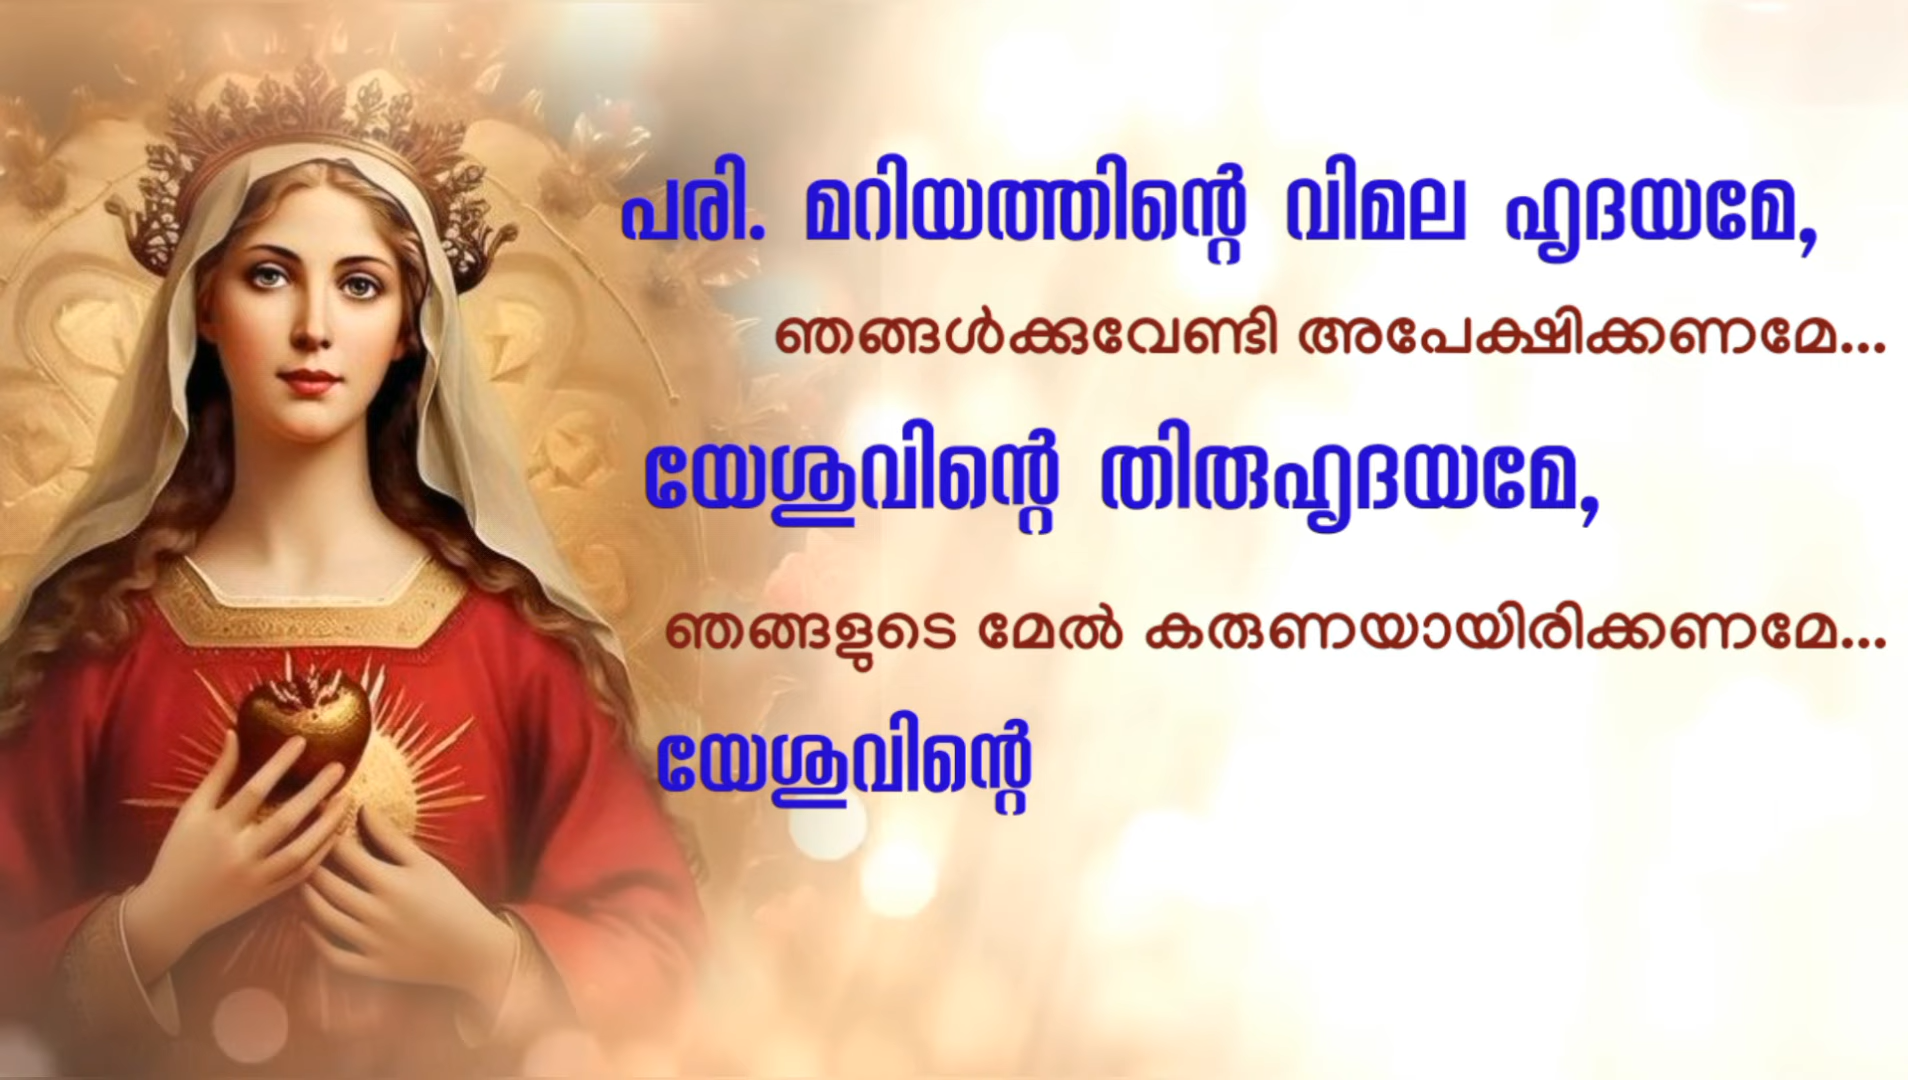 പരി. മറിയത്തിന്റെ വിമല ഹൃദയമേ,
ഞങ്ങൾക്കുവേണ്ടി അപേക്ഷിക്കണമേ...
യേശുവിന്റെ തിരുഹൃദയമേ,
ഞങ്ങളുടെ മേൽ കരുണയായിരിക്കണമേ...
യേശുവിന്റെ